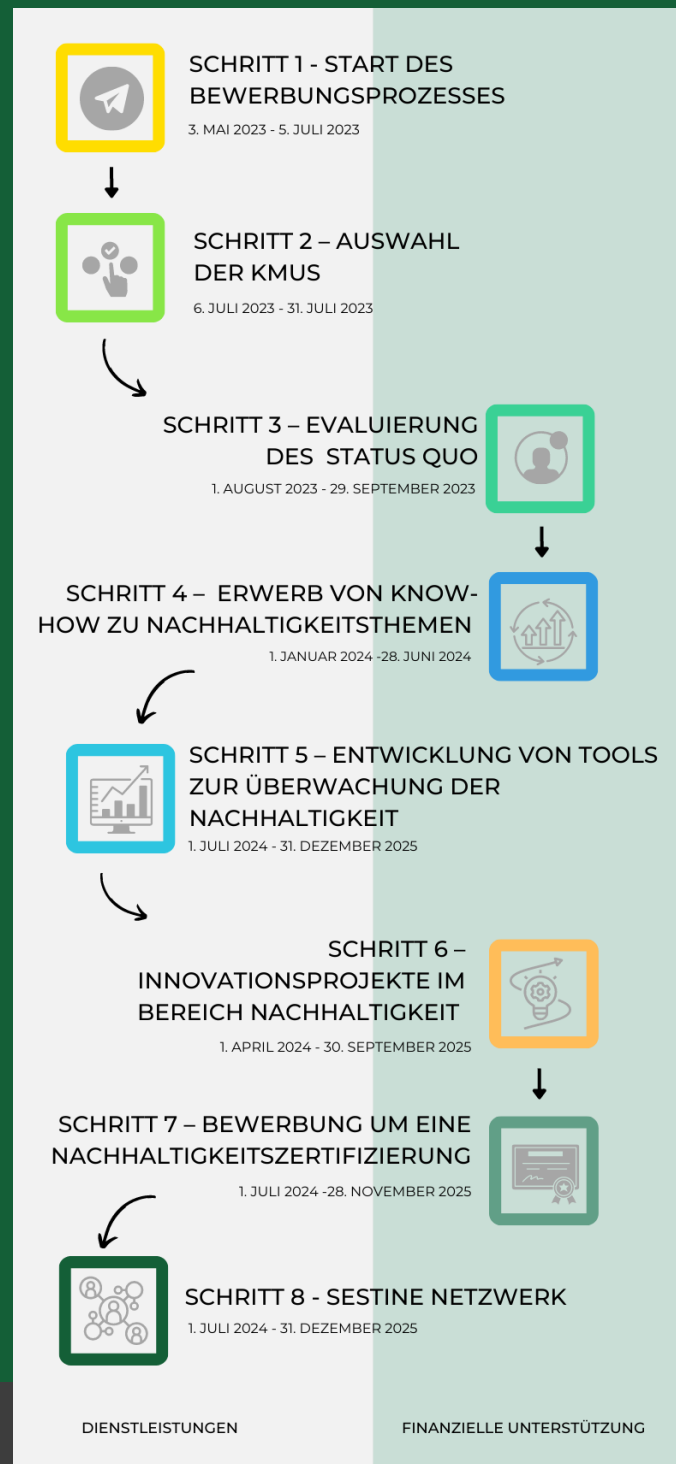 SCHRITT 1 - START DES
BEWERBUNGSPROZESSES
3. MAI 2023 - 5. JULI 2023
SCHRITT 2 – AUSWAHL
DER KMUS
6. JULI 2023 - 31. JULI 2023
SCHRITT 3 – EVALUIERUNG
DES STATUS QUO
1. AUGUST 2023 - 29. SEPTEMBER 2023
SCHRITT 4 – ERWERB VON KNOW-
HOW ZU NACHHALTIGKEITSTHEMEN
1. JANUAR 2024 -28. JUNI 2024
SCHRITT 5 – ENTWICKLUNG VON TOOLS
ZUR ÜBERWACHUNG DER
NACHHALTIGKEIT
1. JULI 2024 - 31. DEZEMBER 2025
SCHRITT 6 –
INNOVATIONSPROJEKTE IM
BEREICH NACHHALTIGKEIT
1. APRIL 2024 - 30. SEPTEMBER 2025
SCHRITT 7 – BEWERBUNG UM EINE
NACHHALTIGKEITSZERTIFIZIERUNG
1. JULI 2024 -28. NOVEMBER 2025
SCHRITT 8 - SESTINE NETZWERK
1. JULI 2024 - 31. DEZEMBER 2025
DIENSTLEISTUNGEN
FINANZIELLE UNTERSTÜTZUNG